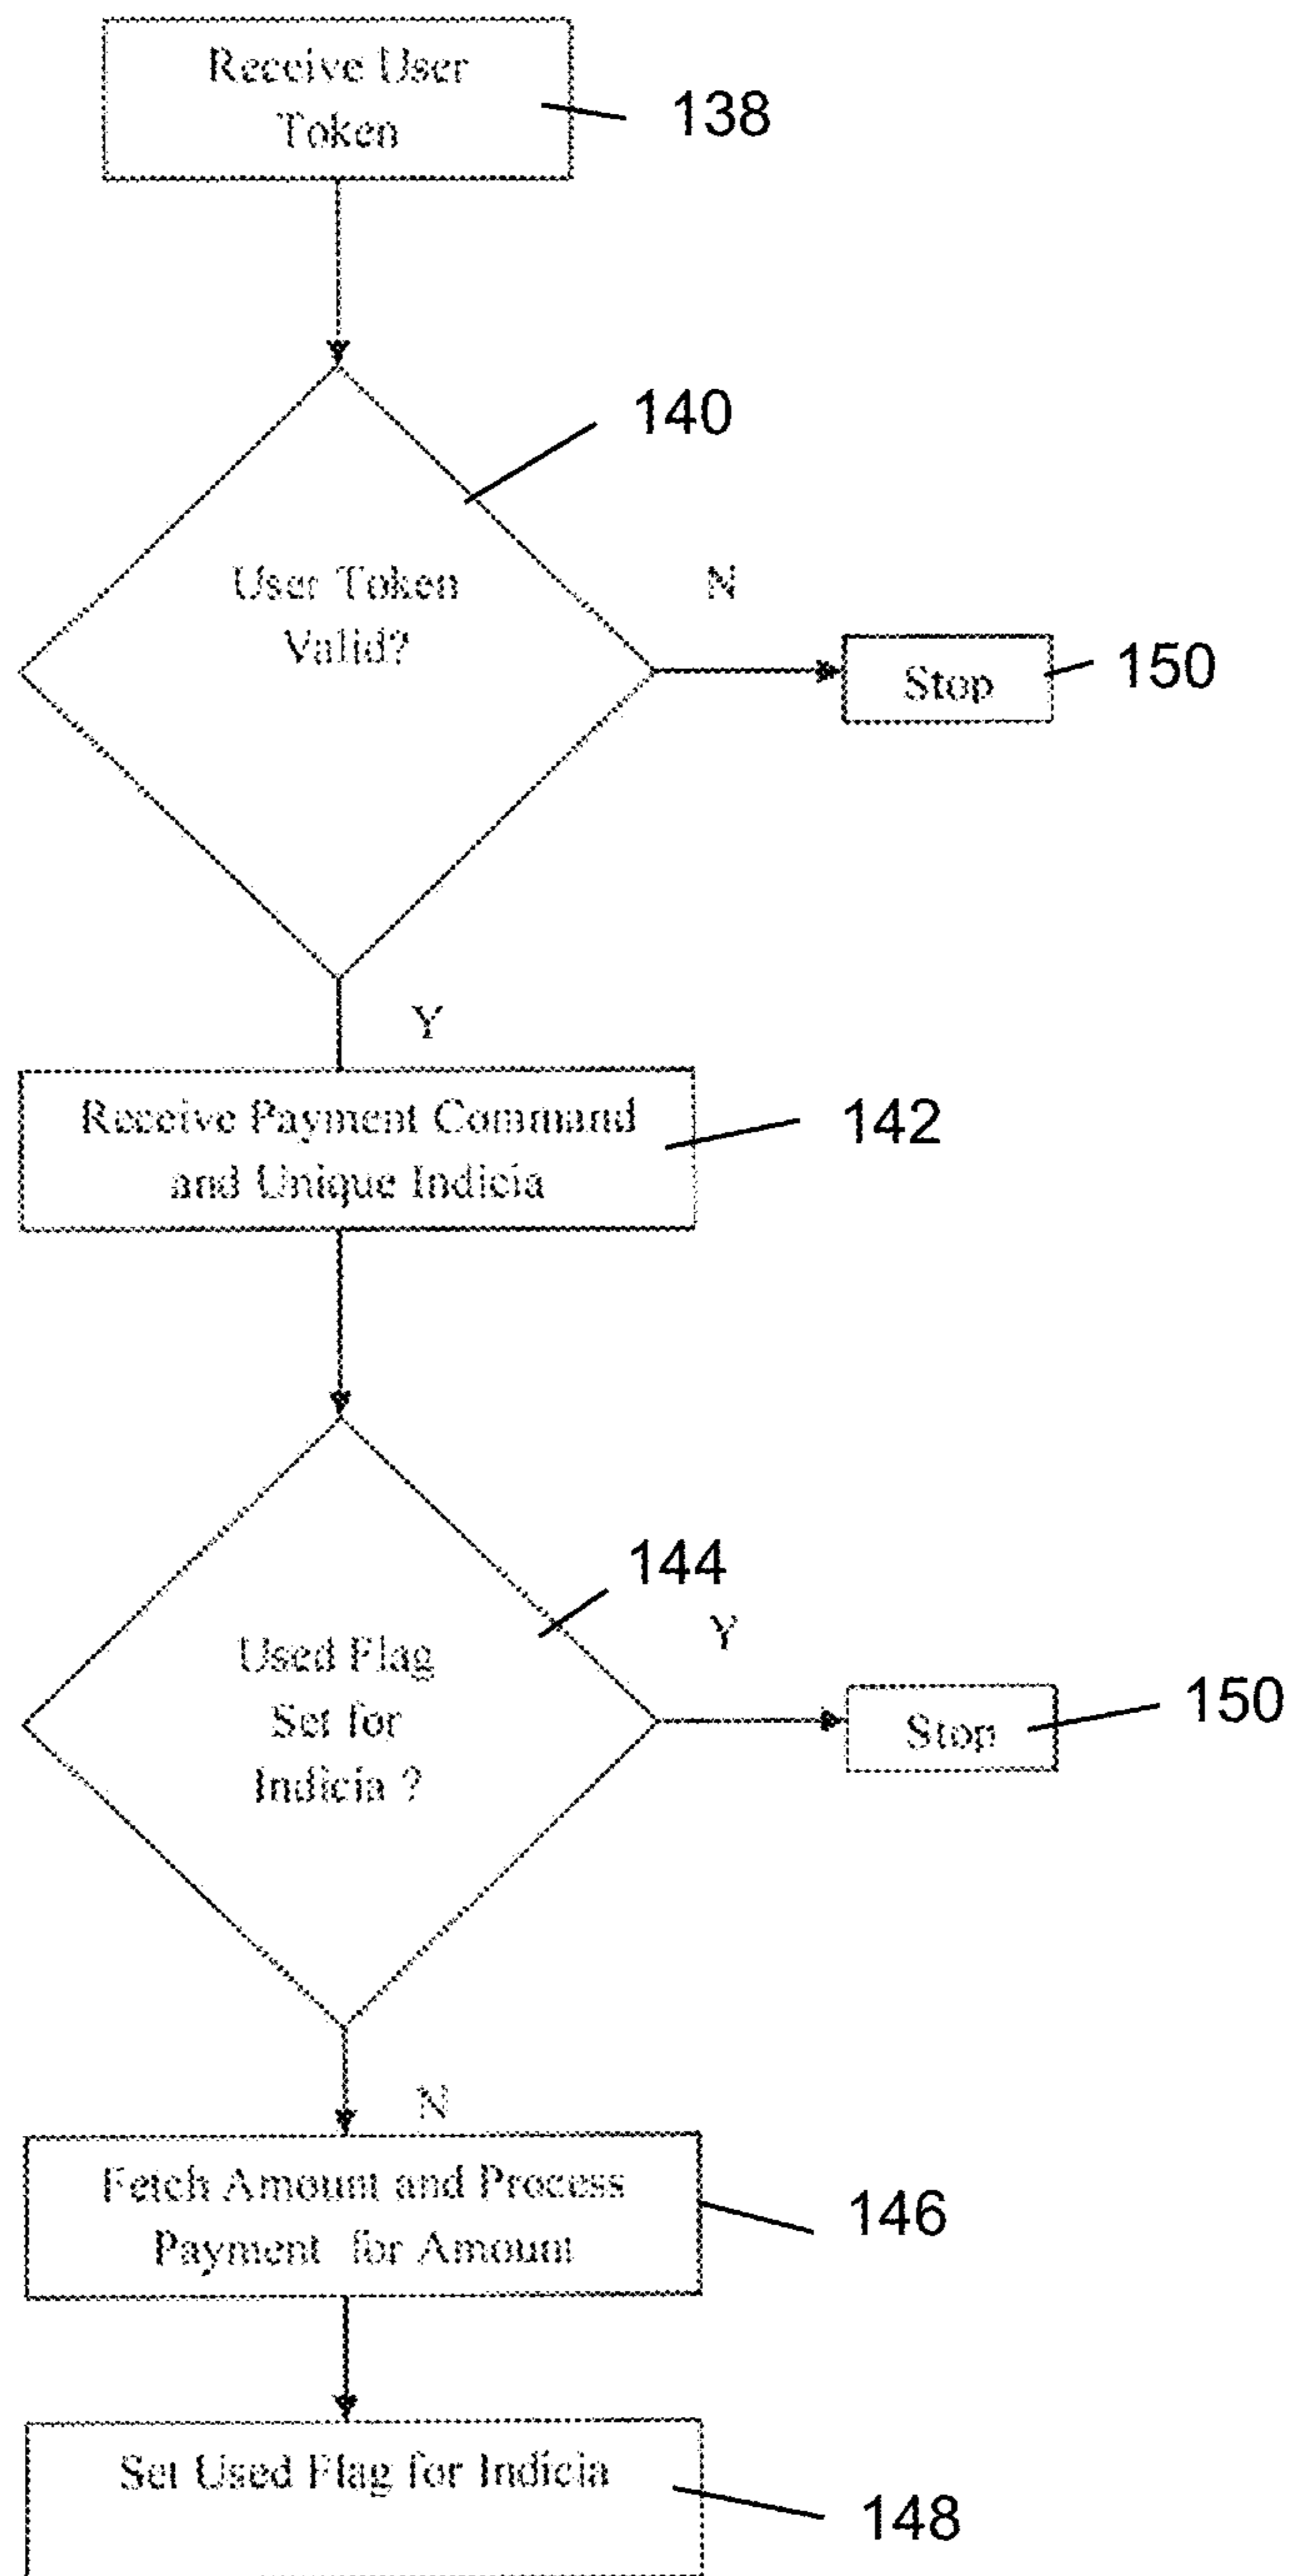 Receive User
Token
138
140
User Token
Valid?
N
Stop
150
Y
Receive Payment Command
and Unique Indicia
142
144
Y
Used Flag
Set for
Indicia ?
Stop
150
N
Fetch Amount and Process
Payment for Amount
146
Set Used Flag for Indicia
148